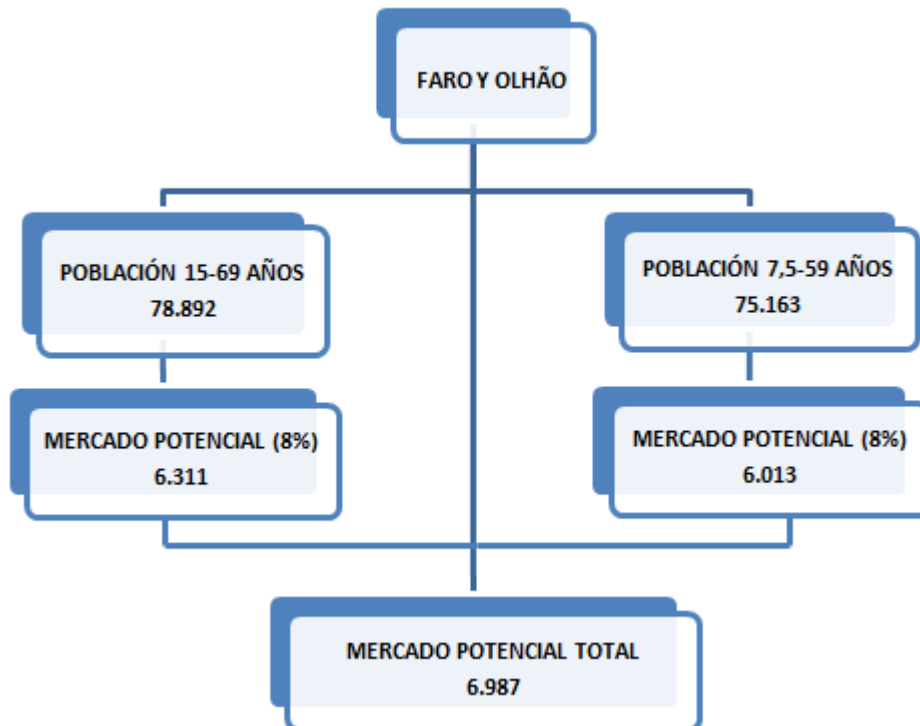 FARO Y OLHÃO
POBLACIÓN 15-69 AÑOS
78.892
POBLACIÓN 7,5-59 AÑOS
75.163
MERCADO POTENCIAL (8%)
6.311
MERCADO POTENCIAL (8%)
6.013
MERCADO POTENCIAL TOTAL
6.987